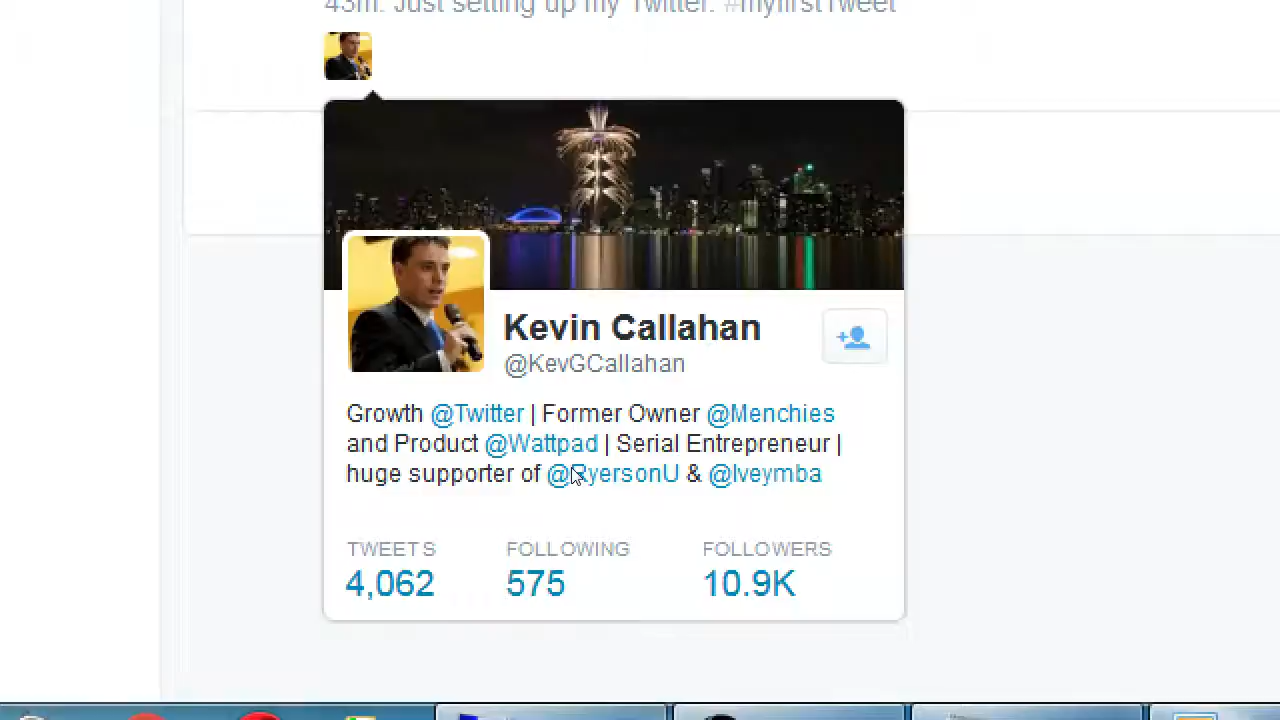 43m: Just setting up my Twitter. #myfirstTweet
Kevin Callahan
@KevGCallahan
Growth @Twitter | Former Owner @Menchies
and Product @Wattpad | Serial Entrepreneur |
huge supporter of @RyersonU & @Iveymba
TWEETS FOLLOWING FOLLOWERS
4,062 575 10.9K